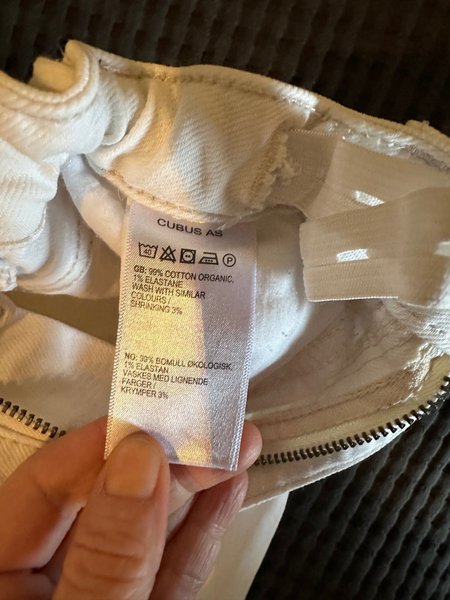 CUBUS AS
40 P
GB: 99% COTTON ORGANIC,
1% ELASTANE
WASH WITH SIMILAR
COLOURS /
SHRINKING 3%
NO: 99% BOMULL ØKOLOGISK,
1% ELASTAN
VASKES MED LIGNENDE
FARGER /
KRYMPER 3%